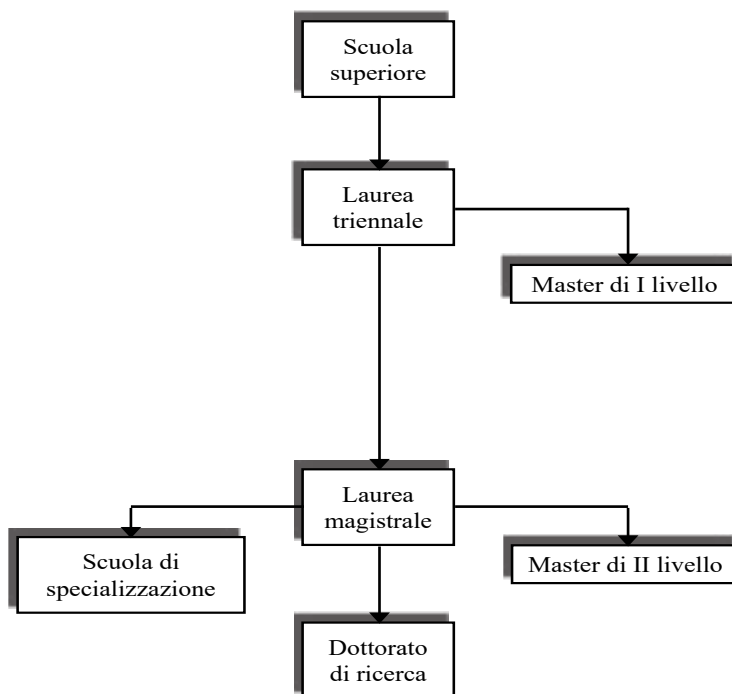 Scuola
superiore
Laurea
triennale
Master di I livello
Laurea
magistrale
Scuola di
specializzazione
Master di II livello
Dottorato
di ricerca